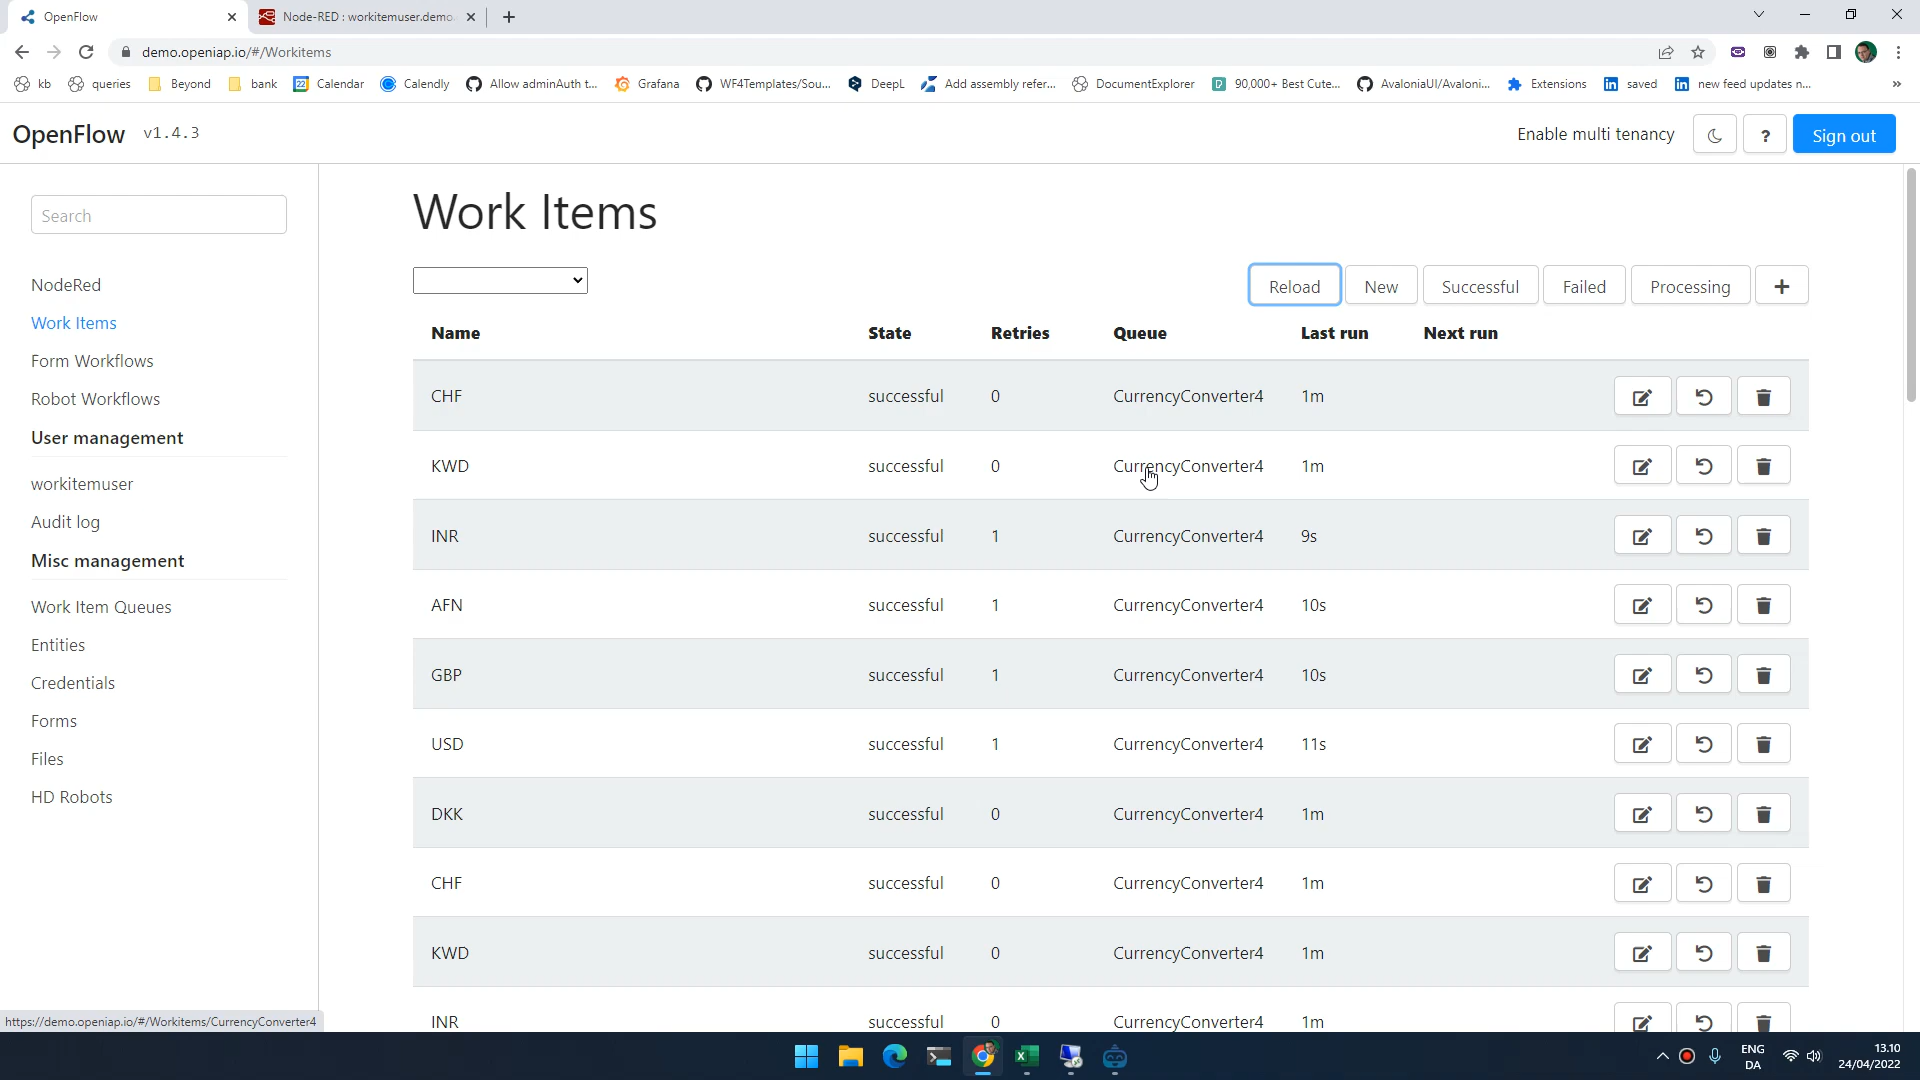 OpenFlow
Node-RED : workitemuser.demo.
demo.openiap.io/#/Workitems
kb queries Beyond bank 22 Calendar Calendly Allow adminAuth t... Grafana WF4Templates/Sou... DeepL Add assembly refer... DocumentExplorer 90,000+ Best Cute... AvaloniaUI/Avaloni... Extensions saved new feed updates n... »
OpenFlow v1.4.3
Enable multi tenancy ? Sign out
Search
NodeRed
Work Items
Form Workflows
Robot Workflows
User management
workitemuser
Audit log
Misc management
Work Item Queues
Entities
Credentials
Forms
Files
HD Robots
Work Items
Reload New Successful Failed Processing +
Name State Retries Queue Last run Next run
CHF successful 0 CurrencyConverter4 1m
KWD successful 0 CurrencyConverter4 1m
INR successful 1 CurrencyConverter4 9s
AFN successful 1 CurrencyConverter4 10s
GBP successful 1 CurrencyConverter4 10s
USD successful 1 CurrencyConverter4 11s
DKK successful 0 CurrencyConverter4 1m
CHF successful 0 CurrencyConverter4 1m
KWD successful 0 CurrencyConverter4 1m
INR successful 0 CurrencyConverter4 1m
https://demo.openiap.io/#/Workitems/CurrencyConverter4
ENG
DA
13.10
24/04/2022